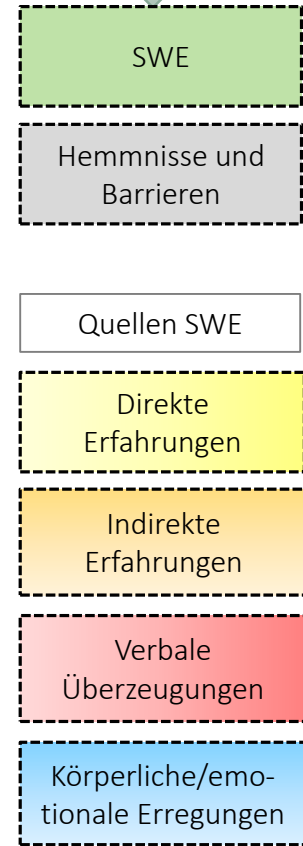 SWE
Hemmnisse und
Barrieren
Quellen SWE
Direkte
Erfahrungen
Indirekte
Erfahrungen
Verbale
Überzeugungen
Körperliche/emo-
tionale Erregungen